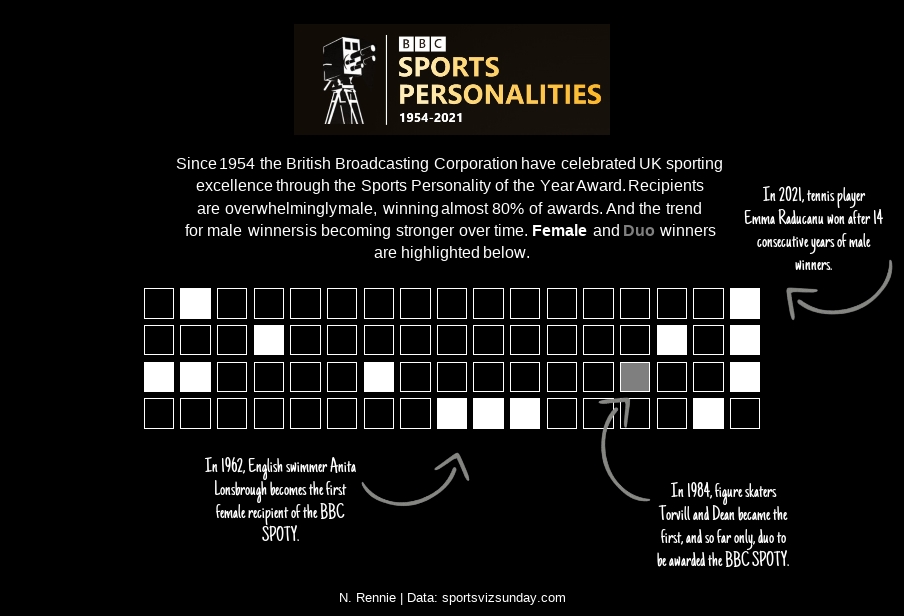 BBC
SPORTS
PERSONALITIES
1954-2021
Since 1954 the British Broadcasting Corporation have celebrated UK sporting
excellence through the Sports Personality of the Year Award. Recipients
are overwhelmingly male, winning almost 80% of awards. And the trend
for male winners is becoming stronger over time. Female and Duo winners
are highlighted below.
In 2021, tennis player
Emma Raducanu won after 14
consecutive years of male
winners.
In 1962, English swimmer Anita
Lonsbrough becomes the first
female recipient of the BBC
SPOTY.
In 1984, figure skaters
Torvill and Dean became the
first, and so far only, duo to
be awarded the BBC SPOTY.
N. Rennie | Data: sportsvizsunday.com